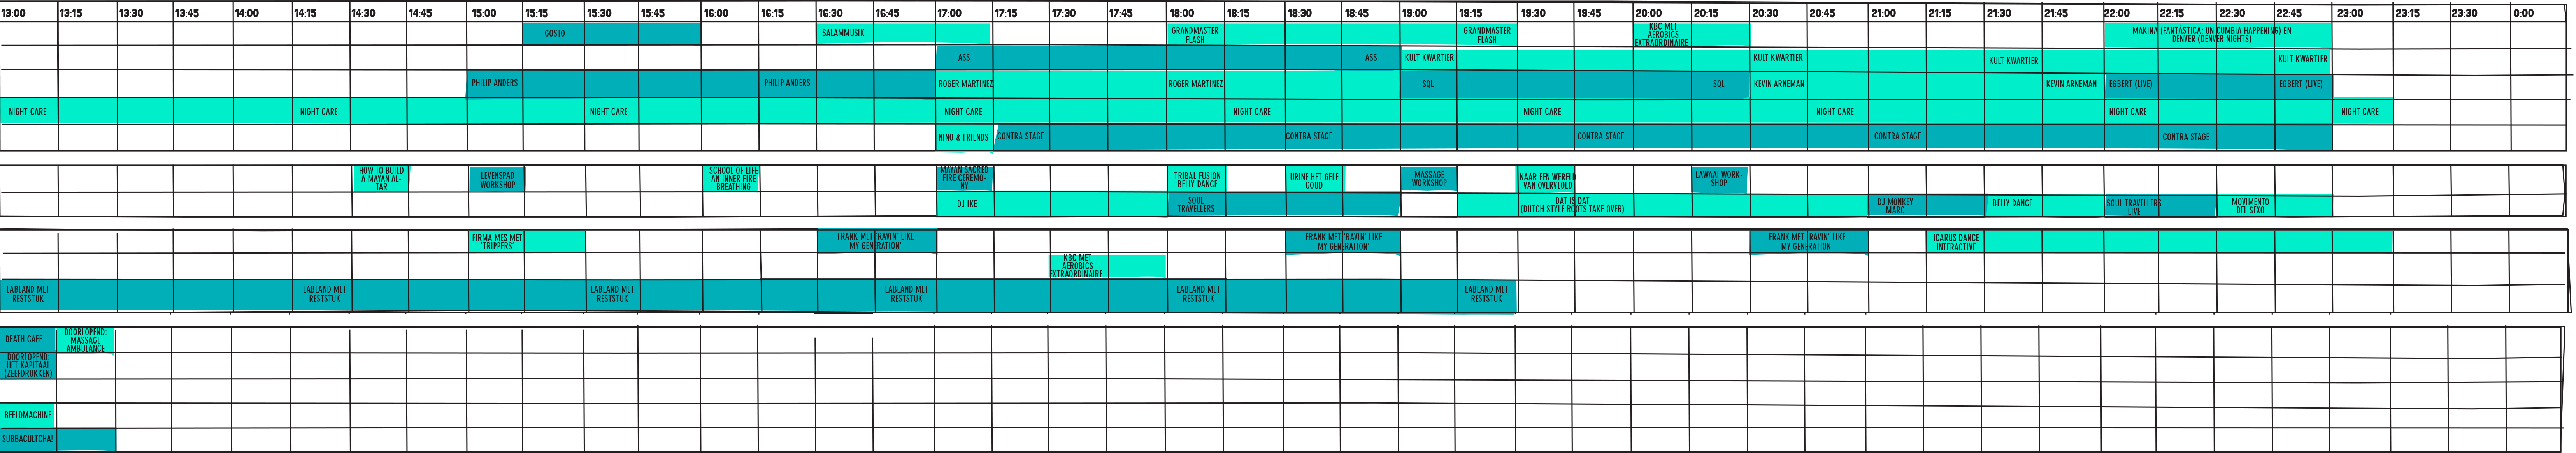 13:00 13:15 13:30 13:45 14:00 14:15 14:30 14:45 15:00 15:15 15:30 15:45 16:00 16:15 16:30 16:45 17:00 17:15 17:30 17:45 18:00 18:15 18:30 18:45 19:00 19:15 19:30 19:45 20:00 20:15 20:30 20:45 21:00 21:15 21:30 21:45 22:00 22:15 22:30 22:45 23:00 23:15 23:30 0:00
GOSTO
SALAMMUSIK
GRANDMASTER
FLASH
GRANDMASTER
FLASH
KBC MET
AEROBICS
EXTRAORDINAIRE
MAKINA (FANTÁSTICA: UN CUMBIA HAPPENING) EN
DENVER (DENVER NIGHTS)
ASS
ASS
KULT KWARTIER
KULT KWARTIER
KULT KWARTIER
KULT KWARTIER
PHILIP ANDERS
PHILIP ANDERS
ROGER MARTINEZ
ROGER MARTINEZ
SQL
SQL
KEVIN ARNEMAN
KEVIN ARNEMAN
EGBERT (LIVE)
EGBERT (LIVE)
NIGHT CARE
NIGHT CARE
NIGHT CARE
NIGHT CARE
NIGHT CARE
NIGHT CARE
NIGHT CARE
NIGHT CARE
NIGHT CARE
NINO & FRIENDS
CONTRA STAGE
CONTRA STAGE
CONTRA STAGE
CONTRA STAGE
CONTRA STAGE
HOW TO BUILD
A MAYAN AL-
TAR
LEVENSPAD
WORKSHOP
SCHOOL OF LIFE
AN INNER FIRE
BREATHING
MAYAN SACRED
FIRE CEREMO-
NY
TRIBAL FUSION
BELLY DANCE
URINE HET GELE
GOUD
MASSAGE
WORKSHOP
NAAR EEN WERELD
VAN OVERVLOED
LAWAAI WORK-
SHOP
DJ IKE
SOUL
TRAVELLERS
DAT IS DAT
(DUTCH STYLE ROOTS TAKE OVER)
DJ MONKEY
MARC
BELLY DANCE
SOUL TRAVELLERS
LIVE
MOVIMENTO
DEL SEXO
FIRMA MES MET
'TRIPPERS'
FRANK MET 'RAVIN' LIKE
MY GENERATION'
FRANK MET 'RAVIN' LIKE
MY GENERATION'
FRANK MET 'RAVIN' LIKE
MY GENERATION'
ICARUS DANCE
INTERACTIVE
KBC MET
AEROBICS
EXTRAORDINAIRE
LABLAND MET
RESTSTUK
LABLAND MET
RESTSTUK
LABLAND MET
RESTSTUK
LABLAND MET
RESTSTUK
LABLAND MET
RESTSTUK
LABLAND MET
RESTSTUK
DEATH CAFE
DOORLOPEND:
MASSAGE
AMBULANCE
DOORLOPEND:
HET KAPITAAL
(ZEEFDRUKKEN)
BEELDMACHINE
SUBBACULTCHA!